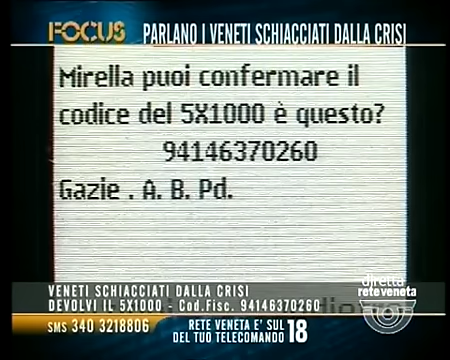 FOCUS PARLANO I VENETI SCHIACCIATI DALLA CRISI
Mirella puoi confermare il
codice del 5X1000 è questo?
94146370260
Gazie . A. B. Pd.
diretta
reteveneta
VENETI SCHIACCIATI DALLA CRISI
DEVOLVI IL 5X1000 - Cod.Fisc. 94146370260
SMS 340 3218806
RETE VENETA E' SUL
DEL TUO TELECOMANDO 18